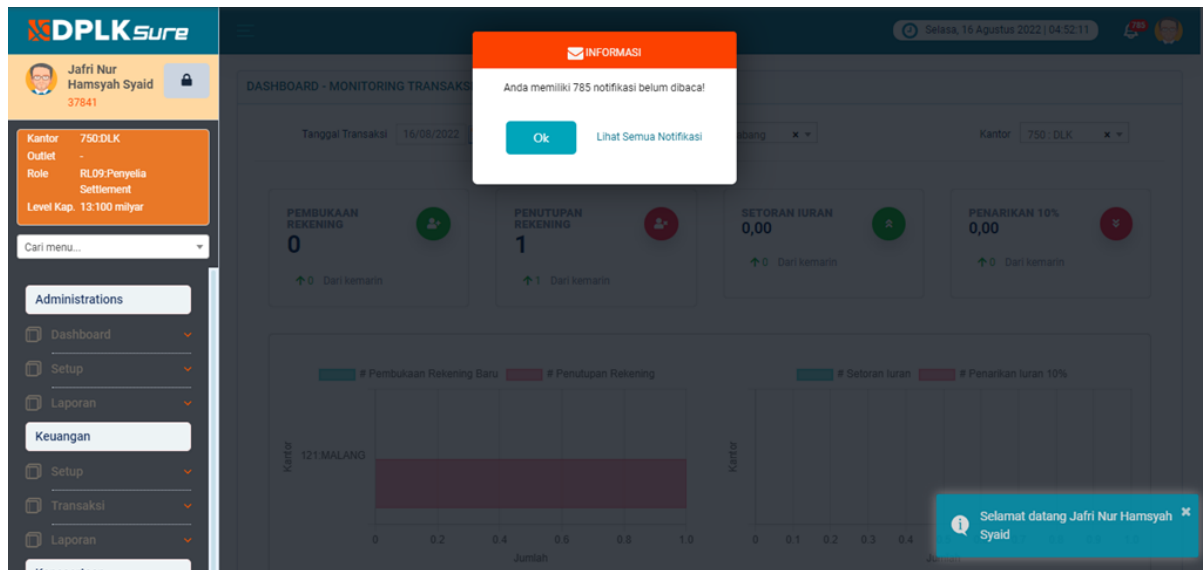 DPLK Sure
Jafri Nur
Hamsyah Syaid
37841
Kantor 750:DLK
Outlet -
Role RL09:Penyelia
Settlement
Level Kap. 13:100 milyar
Cari menu...
Administrations
Dashboard
Setup
Laporan
Keuangan
Setup
Transaksi
Laporan
Selasa, 16 Agustus 2022 | 04:52:11
785
INFORMASI
Anda memiliki 785 notifikasi belum dibaca!
Ok Lihat Semua Notifikasi
DASHBOARD - MONITORING TRANSAKS
Tanggal Transaksi 16/08/2022
abang × Kantor 750 : DLK ×
PEMBUKAAN
REKENING
0
0 Dari kemarin
PENUTUPAN
REKENING
1
1 Dari kemarin
SETORAN IURAN
0,00
0 Dari kemarin
PENARIKAN 10%
0,00
0 Dari kemarin
# Pembukaan Rekening Baru # Penutupan Rekening
Kantor
121:MALANG
0 0.2 0.4 0.6 0.8 1.0
Jumlah
# Setoran Iuran # Penarikan Iuran 10%
Kantor
0 0.1 0.2 0.3 0.4
Selamat datang Jafri Nur Hamsyah ×
Syaid